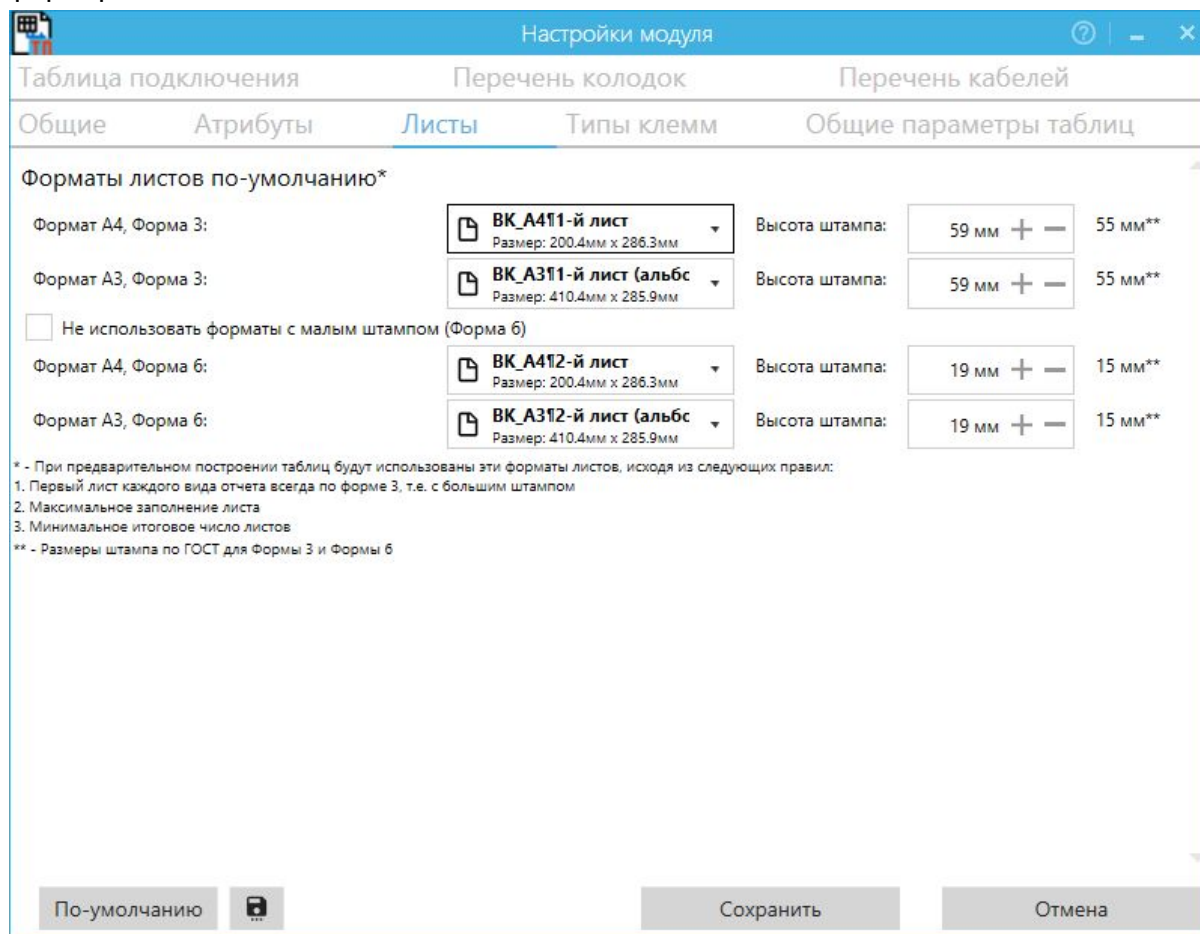 ТП
Настройки модуля
Таблица подключения Перечень колодок Перечень кабелей
Общие Атрибуты Листы Типы клемм Общие параметры таблиц
Форматы листов по-умолчанию*
Формат А4, Форма 3: ВК_А4¶1-й лист Высота штампа: 59 мм 55 мм**
Размер: 200.4мм x 286.3мм
Формат А3, Форма 3: ВК_А3¶1-й лист (альбс Высота штампа: 59 мм 55 мм**
Размер: 410.4мм x 285.9мм
Не использовать форматы с малым штампом (Форма 6)
Формат А4, Форма 6: ВК_А4¶2-й лист Высота штампа: 19 мм 15 мм**
Размер: 200.4мм x 286.3мм
Формат А3, Форма 6: ВК_А3¶2-й лист (альбс Высота штампа: 19 мм 15 мм**
Размер: 410.4мм x 285.9мм
* - При предварительном построении таблиц будут использованы эти форматы листов, исходя из следующих правил:
1. Первый лист каждого вида отчета всегда по форме 3, т.е. с большим штампом
2. Максимальное заполнение листа
3. Минимальное итоговое число листов
** - Размеры штампа по ГОСТ для Формы 3 и Формы 6
По-умолчанию Сохранить Отмена